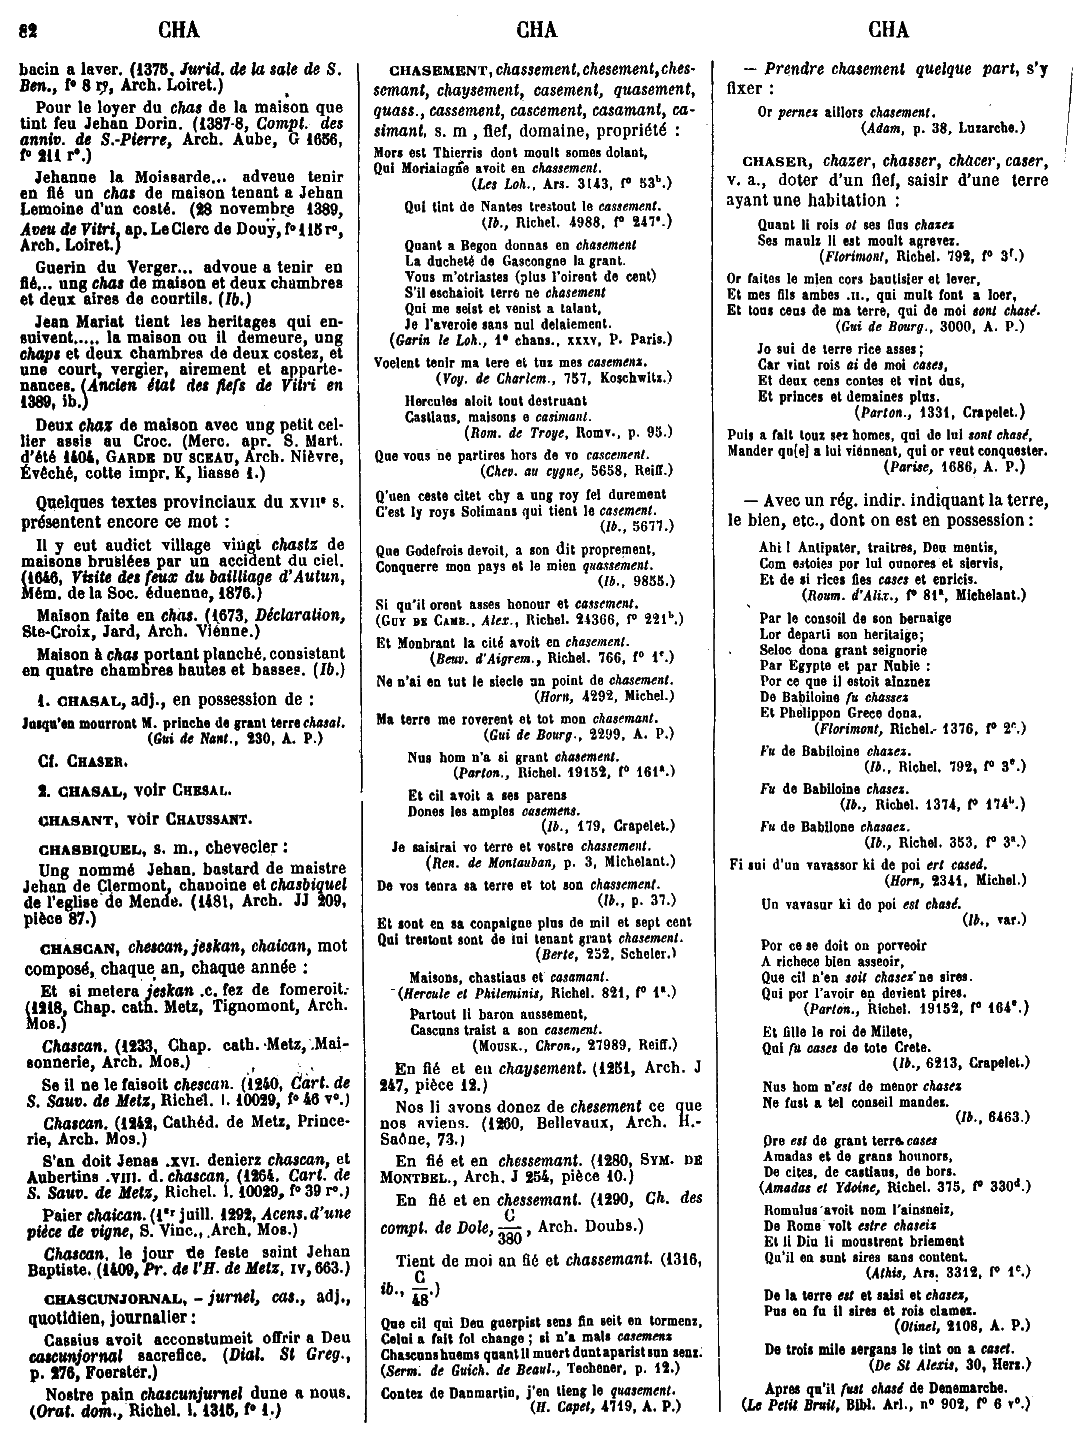 82 CHA CHA CHA
bacin a laver. (1375, Jurid. de la sale de S.
Ben., f° 8 r°, Arch. Loiret.)
Pour le loyer du chas de la maison que
tint feu Jehan Dorin. (1387-8, Compt. des
anniv. de S.-Pierre, Arch. Aube, G 1656,
f° 211 r°.)
Jehanne la Moissarde... adveue tenir
en fié un chas de maison tenant a Jehan
Lemoine d'un costé. (28 novembre 1389,
Aveu de Vitri, ap. Le Clerc de Douy, f° 115 r°,
Arch. Loiret.)
Guerin du Verger... advoue a tenir en
fié... ung chas de maison et deux chambres
et deux aires de courtils. (Ib.)
Jean Mariat tient les heritages qui en-
suivent..... la maison ou il demeure, ung
chaps et deux chambres de deux costez, et
une court, vergier, airement et apparte-
nances. (Ancien état des fiefs de Vitri en
1389, ib.)
Deux chaz de maison avec ung petit cel-
lier assis au Croc. (Merc. apr. S. Mart.
d'été 1404, GARDE DU SCEAU, Arch. Nièvre,
Évêché, cotte impr. K, liasse 1.)
Quelques textes provinciaux du XVIIe s.
présentent encore ce mot :
Il y eut audict village vingt chastz de
maisons bruslées par un accident du ciel.
(1646, Visite des feux du bailliage d'Autun,
Mém. de la Soc. éduenne, 1876.)
Maison faite en chas. (1673, Déclaration,
Ste-Croix, Jard, Arch. Vienne.)
Maison à chas portant planché, consistant
en quatre chambres hautes et basses. (Ib.)
1. CHASAL, adj., en possession de :
Jusqu'en mourront M. prinche de grant terre chasal.
(Gui de Nant., 230, A. P.)
Cf. CHASER.
2. CHASAL, voir CHESAL.
CHASANT, voir CHAUSSANT.
CHASBIQUEL, s. m., chevecier :
Ung nommé Jehan, bastard de maistre
Jehan de Clermont, chanoine et chasbiquel
de l'eglise de Mende. (1481, Arch. JJ 209,
pièce 87.)
CHASCAN, chescan, jeskan, chaican, mot
composé, chaque an, chaque année :
Et si metera jeskan .c. fez de fomeroit.
(1218, Chap. cath. Metz, Tignomont, Arch.
Mos.)
Chascan. (1233, Chap. cath. Metz, Mai-
sonnerie, Arch. Mos.)
Se il ne le faisoit chescan. (1240, Cart. de
S. Sauv. de Metz, Richel. l. 10029, f° 46 v°.)
Chascan. (1242, Cathéd. de Metz, Prince-
rie, Arch. Mos.)
S'an doit Jenas .XVI. denierz chascan, et
Aubertins .VIII. d. chascan. (1264, Cart. de
S. Sauv. de Metz, Richel. l. 10029, f° 39 r°.)
Paier chaican. (1er juill. 1292, Acens. d'une
pièce de vigne, S. Vinc., Arch. Mos.)
Chascan, le jour de feste saint Jehan
Baptiste. (1409, Pr. de l'H. de Metz, IV, 663.)
CHASCUNJORNAL, - jurnel, cas., adj.,
quotidien, journalier :
Cassius avoit acconstumeit offrir a Deu
cascunjornal sacrefice. (Dial. St Greg.,
p. 276, Foerster.)
Nostre pain chascunjurnel dune a nous.
(Orat. dom., Richel. l. 1315, f° 1.)
CHASEMENT, chassement, chesement, ches-
semant, chaysement, casement, quasement,
quass., cassement, cascement, casamant, ca-
simant, s. m , fief, domaine, propriété :
Mors est Thierris dont moult somes dolant,
Qui Morialogne avoit en chassement.
(Les Loh., Ars. 3143, f° 53b.)
Qui tint de Nantes trestout le cassement.
(Ib., Richel. 4988, f° 247e.)
Quant a Begon donnas en chasement
La ducheté de Gascongne la grant.
Vous m'otriastes (plus l'oirent de cent)
S'il eschaioit terre ne chasement
Qui me seist et venist a talant,
Je l'averoie sans nul delaiement.
(Garin le Loh., 1e chans., XXXV, P. Paris.)
Voelent tenir ma tere et tuz mes casemenz.
(Voy. de Charlem., 757, Koschwitz.)
Hercules aloit tout destruant
Castiaus, maisons e casimant.
(Rom. de Troye, Romv., p. 95.)
Que vous ne partires hors de vo cascement.
(Chev. au cygne, 5658, Reiff.)
Q'uen ceste citet chy a ung roy fel durement
C'est ly roys Solimans qui tient le casement.
(Ib., 5677.)
Que Godefrois devoit, a son dit proprement,
Conquerre mon pays et le mien quassement.
(Ib., 9855.)
Si qu'il orent asses honour et cassement.
(GUY DE CAMB., Alex., Richel. 24366, f° 221b.)
Et Monbrant la cité avoit en chasement.
(Beuv. d'Aigrem., Richel. 766, f° 1e.)
Ne n'ai en tut le siecle un point de chasement.
(Horn, 4292, Michel.)
Ma terre me roverent et tot mon chasemant.
(Gui de Bourg., 2299, A. P.)
Nus hom n'a si grant chasement.
(Parton., Richel. 19152, f° 161a.)
Et cil avoit a ses parens
Dones les amples casemens.
(Ib., 179, Crapelet.)
Je saisirai vo terre et vostre chassement.
(Ren. de Montauban, p. 3, Michelant.)
De vos tenra sa terre et tot son chassement.
(Ib., p. 37.)
Et sont en sa conpaigne plus de mil et sept cent
Qui trestout sont de lui tenant grant chasement.
(Berte, 252, Scheler.)
Maisons, chastiaus et casamant.
(Hercule et Phileminis, Richel. 821, f° 1a.)
Partout li baron aussement,
Cascuns traist a son casement.
(MOUSK., Chron., 27989, Reiff.)
En fié et en chaysement. (1251, Arch. J
247, pièce 12.)
Nos li avons donez de chesement ce que
nos aviens. (1260, Bellevaux, Arch. H.-
Saône, 73.)
En fié et en chessemant. (1280, SYM. DE
MONTBEL., Arch. J 254, pièce 10.)
En fié et en chessemant. (1290, Ch. des
compt. de Dole, C/380, Arch. Doubs.)
Tient de moi an fié et chassemant. (1316,
ib., C/48.)
Que cil qui Deu guerpist sens fin seit en tormenz,
Celui a fait fol change ; si n'a mais casemenz
Chascuns huems quant il muert dunt aparist sun senz.
(Serm. de Guich. de Beaul., Techener, p. 12.)
Contez de Danmartin, j'en tieng le quasement.
(H. Capet, 4719, A. P.)
— Prendre chasement quelque part, s'y
fixer :
Or pernez aillors chasement.
(Adam, p. 38, Luzarche.)
CHASER, chazer, chasser, chacer, caser,
v. a., doter d'un fief, saisir d'une terre
ayant une habitation :
Quant li rois ot ses fius chazez
Ses maulz li est moult agrevez.
(Florimont, Richel. 792, f° 3f.)
Or faites le mien cors bautisier et lever,
Et mes fils ambes .II., qui mult font a loer,
Et tous ceus de ma terre, qui de moi sont chasé.
(Gui de Bourg., 3000, A. P.)
Jo sui de terre rice asses ;
Car vint rois ai de moi cases,
Et deux cens contes et vint dus,
Et princes et demaines plus.
(Parton., 1331, Crapelet.)
Puis a fait touz sez homes, qui de lui sont chasé,
Mander qu[e] a lui viénnent, qui or veut conquester.
(Parise, 1686, A. P.)
— Avec un rég. indir. indiquant la terre,
le bien, etc., dont on est en possession :
Ahi ! Antipater, traitres, Deu mentis,
Com estoies por lui ounores et siervis,
Et de si rices fies cases et enricis.
(Roum. d'Alix., f° 81a, Michelant.)
Par le consoil de son bernaige
Lor departi son heritaige;
Seloc dona grant seignorie
Par Egypte et par Nubie :
Por ce que il estoit ainznez
De Babiloine fu chassez
Et Phelippon Grece dona.
(Florimont, Richel. 1376, f° 2c.)
Fu de Babiloine chazez.
(Ib., Richel. 792, f° 3e.)
Fu de Babiloine chasez.
(Ib., Richel. 1374, f° 174b.)
Fu de Babilone chasaez.
(Ib., Richel. 353, f° 3a.)
Fi sui d'un vavassor ki de poi ert cased.
(Horn, 2341, Michel.)
Un vavasur ki do poi est chasé.
(Ib., var.)
Por ce se doit on porveoir
A richece bien asseoir,
Que cil n'en soit chasez ne sires.
Qui por l'avoir en devient pires.
(Parton., Richel. 19152, f° 164e.)
Et fille le roi de Milete,
Qui fu cases de tote Crete.
(Ib., 6213, Crapelet.)
Nus hom n'est de menor chasez
Ne fust a tel conseil mandez.
(Ib., 6463.)
Ore est de grant terre cases
Amadas et de grans hounors,
De cites, de castiaus, de bors.
(Amadas et Ydoine, Richel. 375, f° 330d.)
Romulus avoit nom l'ainsneiz,
De Rome volt estre chaseis
Et li Diu li moustrent briement
Qu'il en sunt sires sans content.
(Athis, Ars. 3312, f° 1c.)
De la terre est et saisi et chasez,
Pus en fu il sires et rois clamez.
(Otinel, 2108, A. P.)
De trois mile sergans le tint on a caset.
(De St Alexis, 30, Herz.)
Apres qu'il fust chasé de Denemarche.
(Le Petit Bruit, Bibl. Arl., n° 902, f° 6 v°.)